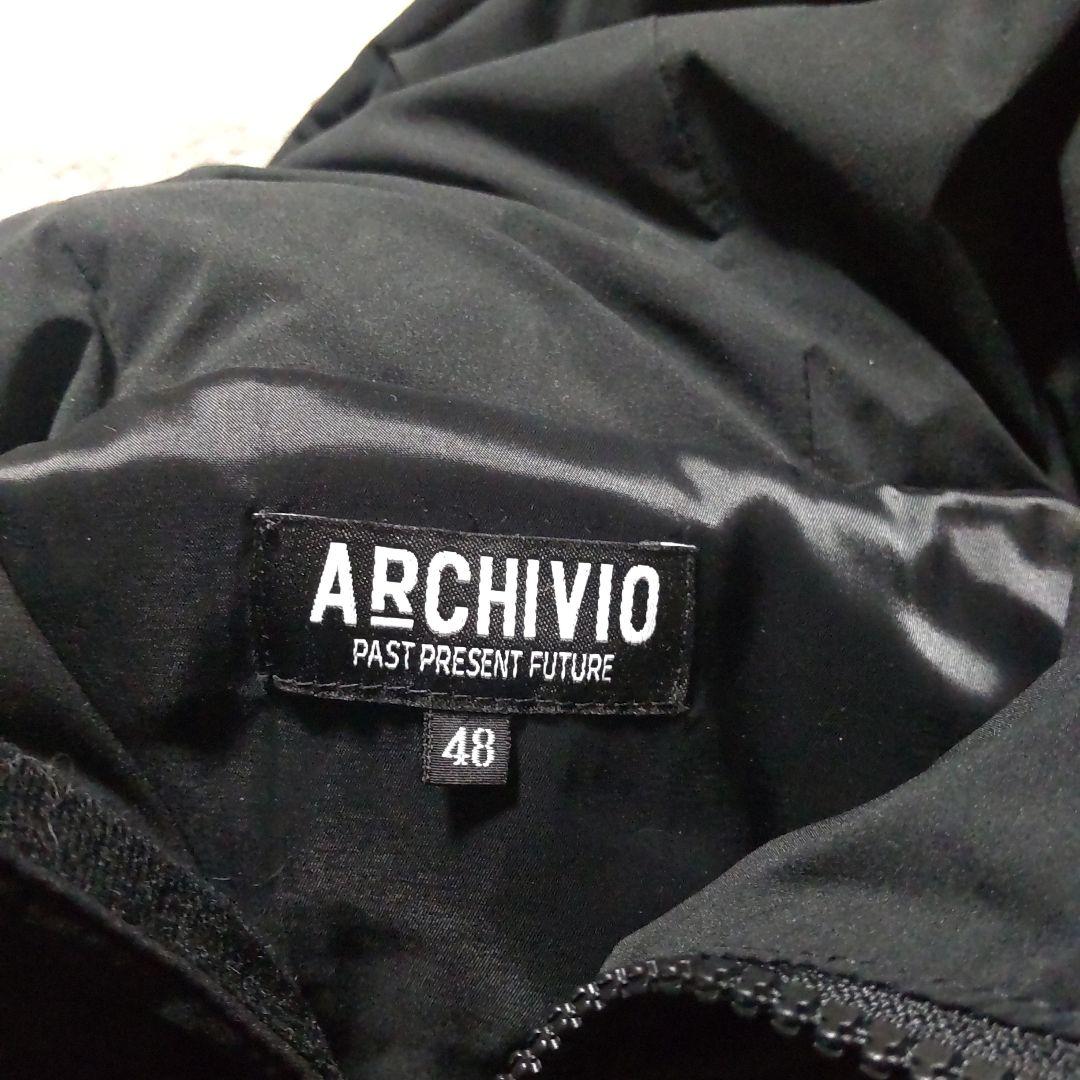 ARCHIVIO
PAST PRESENT FUTURE
48